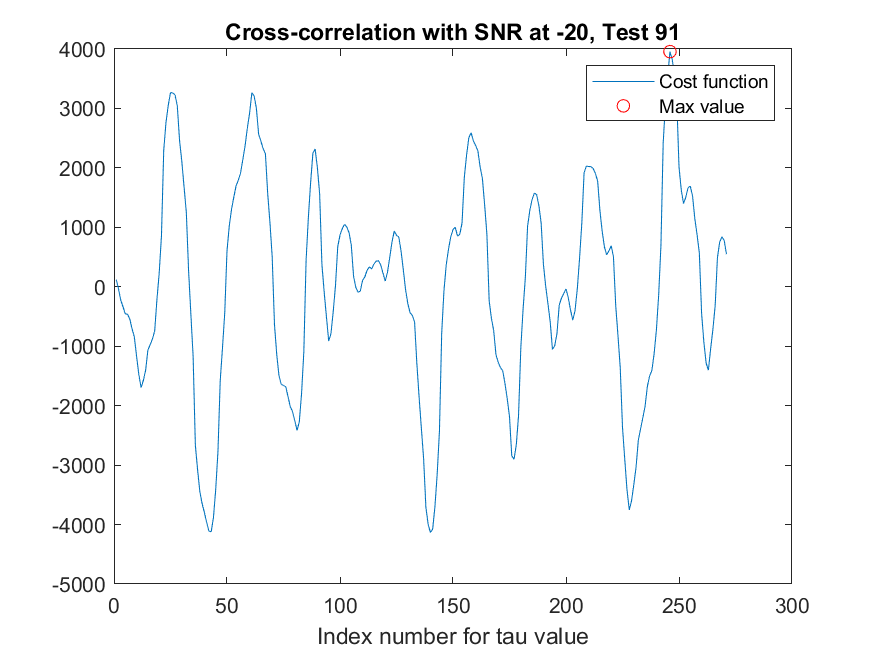 Cross-correlation with SNR at -20, Test 91
4000
3000
2000
1000
0
-1000
-2000
-3000
-4000
-5000
Cost function
Max value
0 50 100 150 200 250 300
Index number for tau value